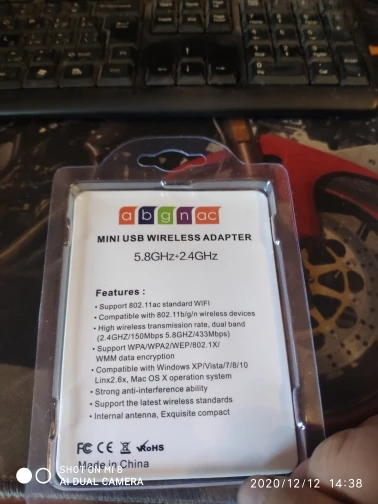 a b g n ac
MINI USB WIRELESS ADAPTER
5.8GHz+2.4GHz
Features :
• Support 802.11ac standard WIFI
• Compatible with 802.11b/g/n wireless devices
• High wireless transmission rate, dual band
(2.4GHZ/150Mbps 5.8GHZ/433Mbps)
• Support WPA/WPA2/WEP/802.1X/
WMM data encryption
• Compatible with Windows XP/Vista/7/8/10
Linx2.6x, Mac OS X operation system
• Strong anti-interference ability
• Support the latest wireless standards
• Internal antenna, Exquisite compact
FC CE RoHS
Made in China
SHOT ON MI 8
AI DUAL CAMERA
2020/12/12 14:38